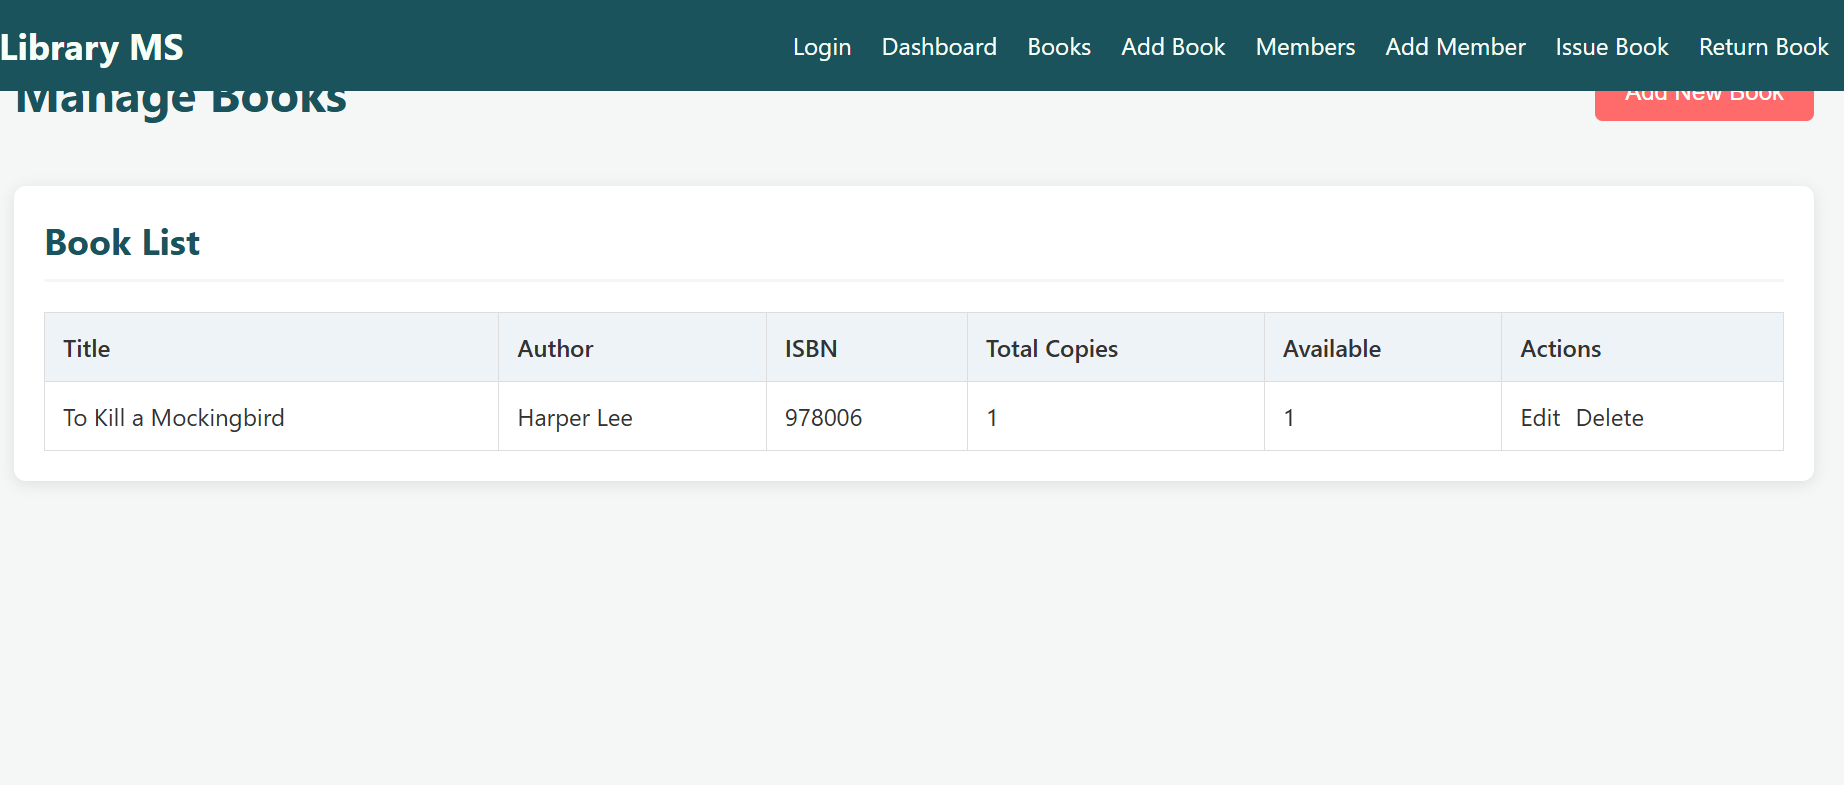 Library MS Login Dashboard Books Add Book Members Add Member Issue Book Return Book
Manage Books Add New Book
Book List
Title Author ISBN Total Copies Available Actions
To Kill a Mockingbird Harper Lee 978006 1 1 Edit Delete